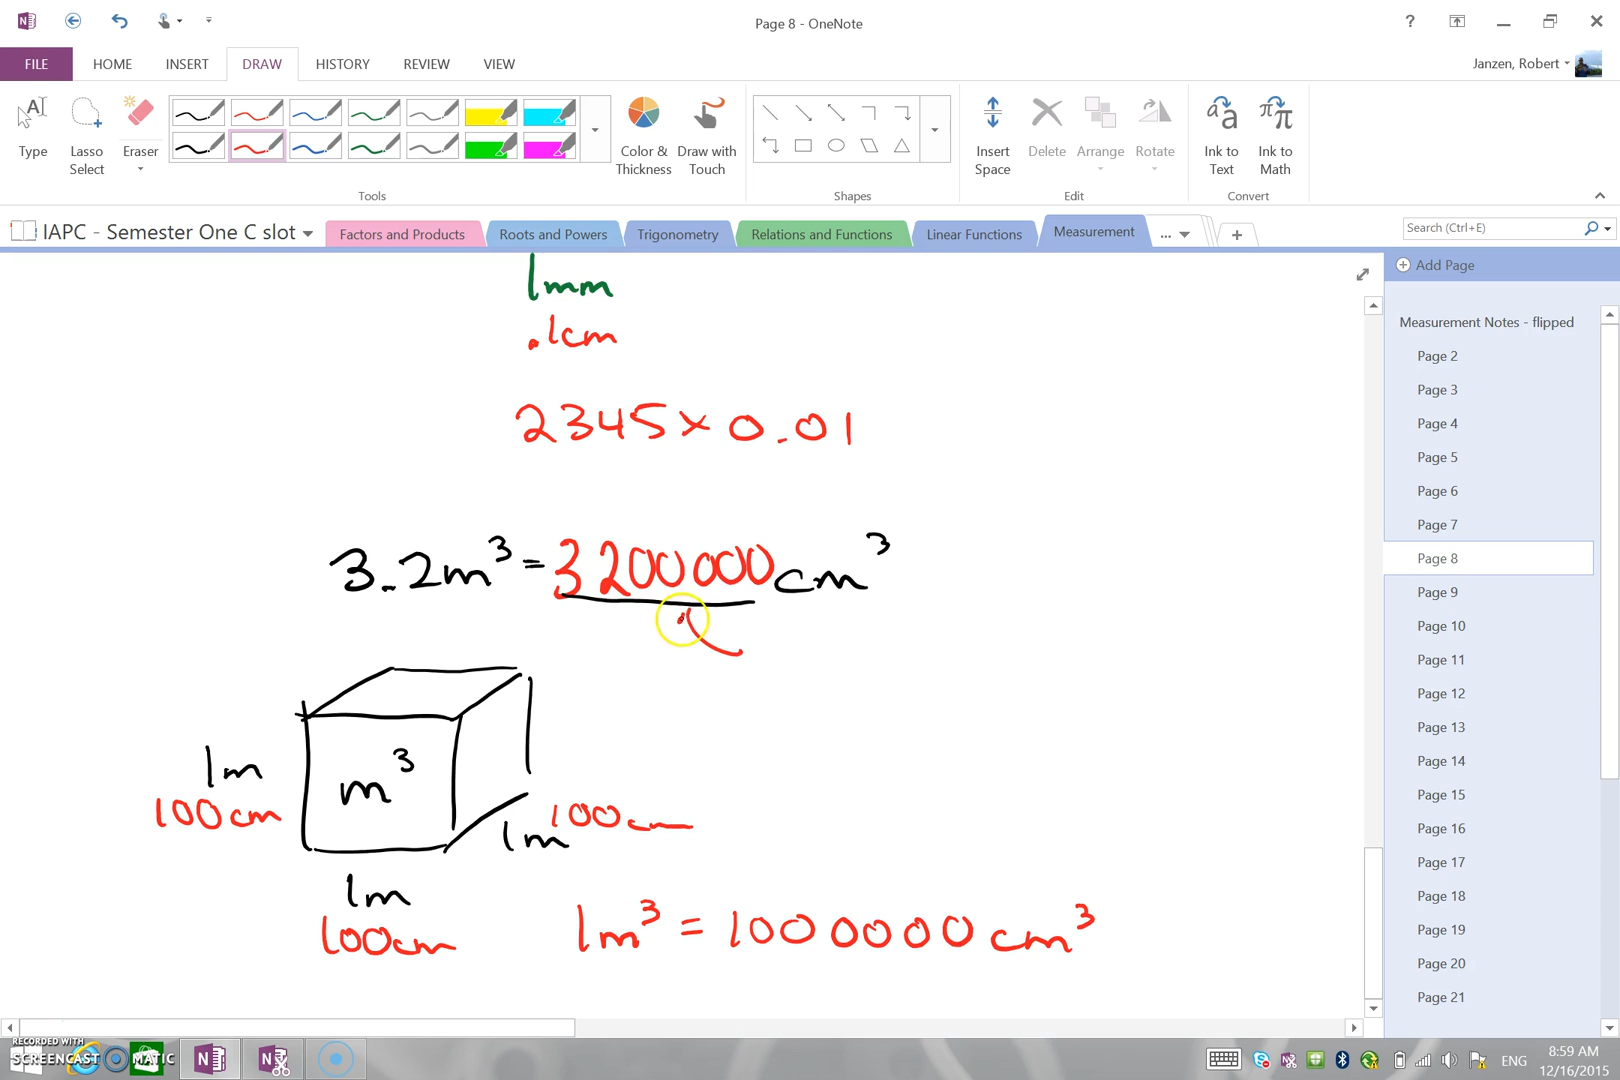 Page 8 - OneNote
?
FILE
HOME
INSERT
DRAW
HISTORY
REVIEW
VIEW
Janzen, Robert
Type
Lasso
Select
Eraser
Color &
Thickness
Draw with
Touch
Insert
Space
Delete
Arrange
Rotate
Ink to
Text
Ink to
Math
Tools
Shapes
Edit
Convert
IAPC - Semester One C slot
Factors and Products
Roots and Powers
Trigonometry
Relations and Functions
Linear Functions
Measurement
...
Search (Ctrl+E)
Add Page
Measurement Notes - flipped
Page 2
Page 3
Page 4
Page 5
Page 6
Page 7
Page 8
Page 9
Page 10
Page 11
Page 12
Page 13
Page 14
Page 15
Page 16
Page 17
Page 18
Page 19
Page 20
Page 21
1mm
.1cm
2345 × 0.01
3.2m³ = 3200000 cm³
m³
1m
100cm
1m 100cm
1m
100cm
1m³ = 1000000 cm³
RECORDED WITH
SCREENCAST MATIC
ENG
8:59 AM
12/16/2015